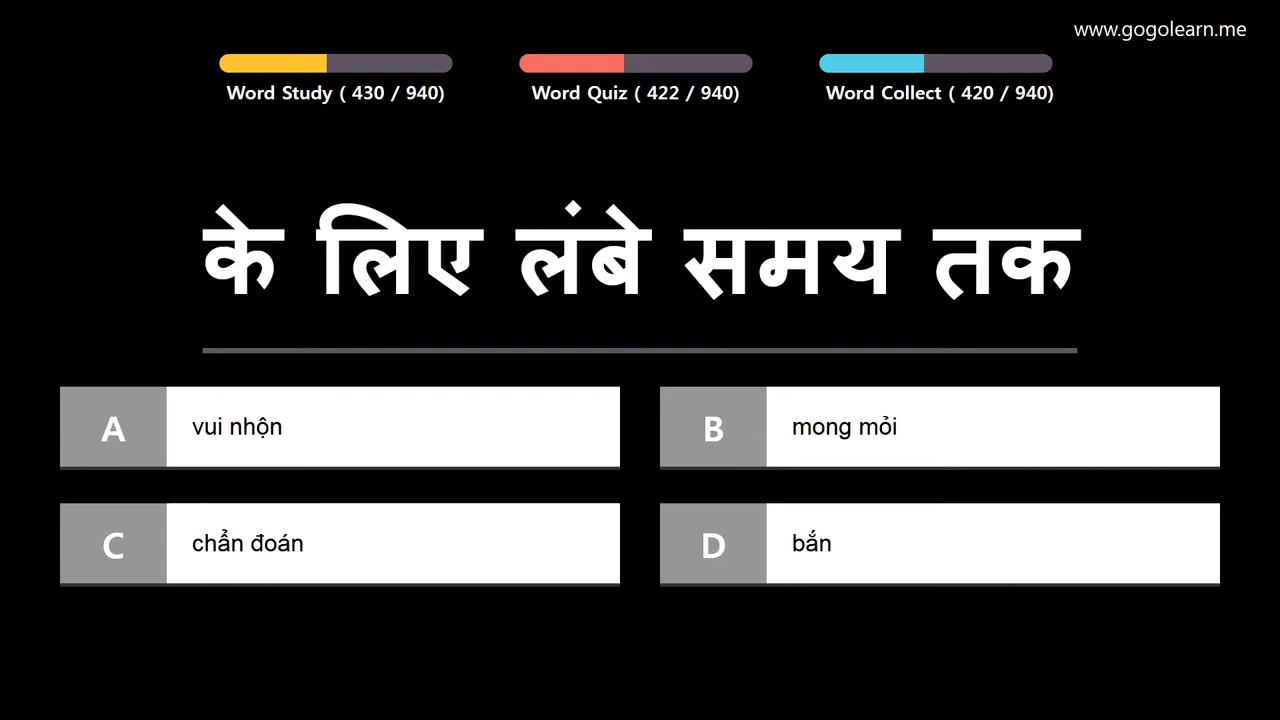 www.gogolearn.me
Word Study ( 430 / 940)
Word Quiz ( 422 / 940)
Word Collect ( 420 / 940)
के लिए लंबे समय तक
A
vui nhộn
B
mong mỏi
C
chẩn đoán
D
bắn